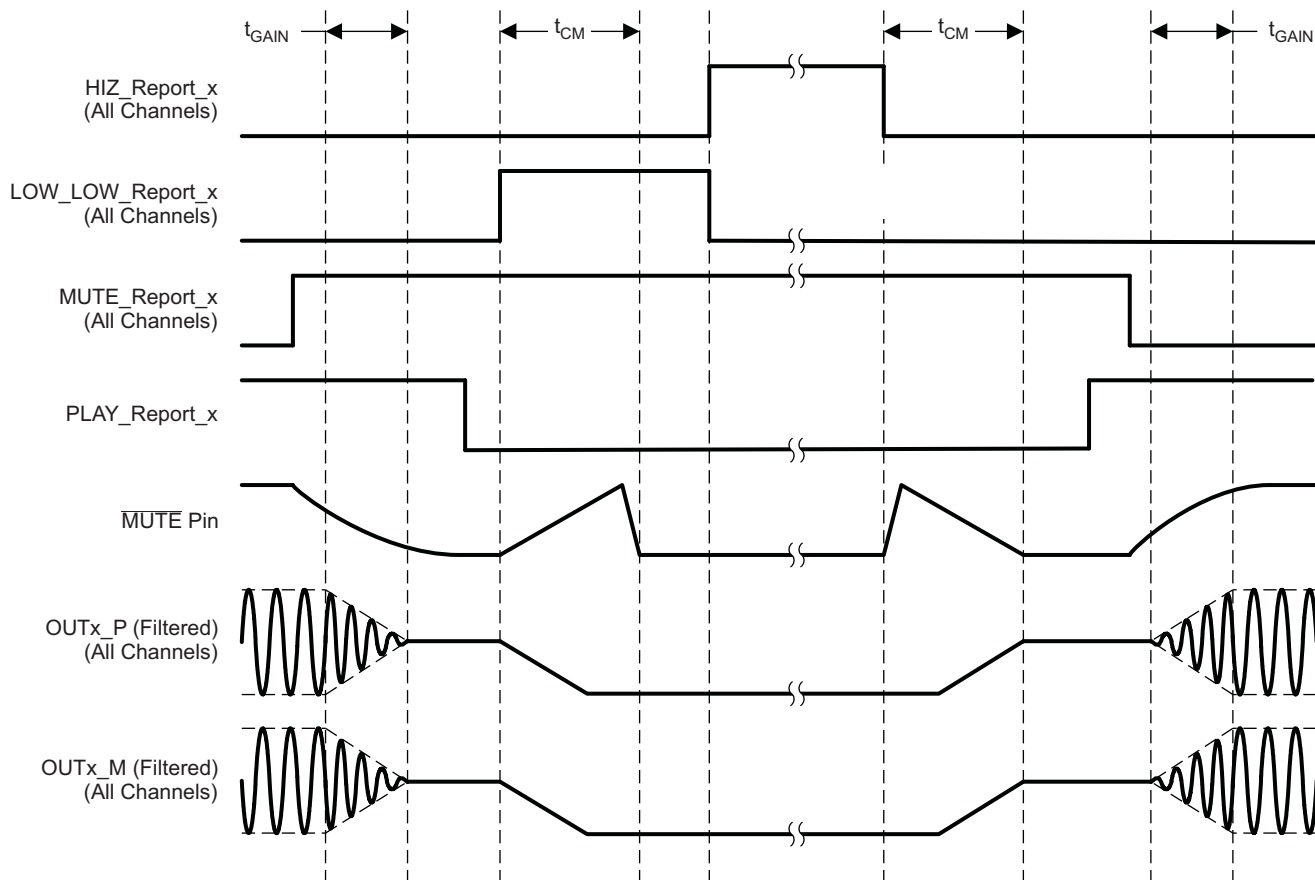 tGAIN tCM tCM tGAIN
HIZ_Report_x
(All Channels)
LOW_LOW_Report_x
(All Channels)
MUTE_Report_x
(All Channels)
PLAY_Report_x
MUTE Pin
OUTx_P (Filtered)
(All Channels)
OUTx_M (Filtered)
(All Channels)